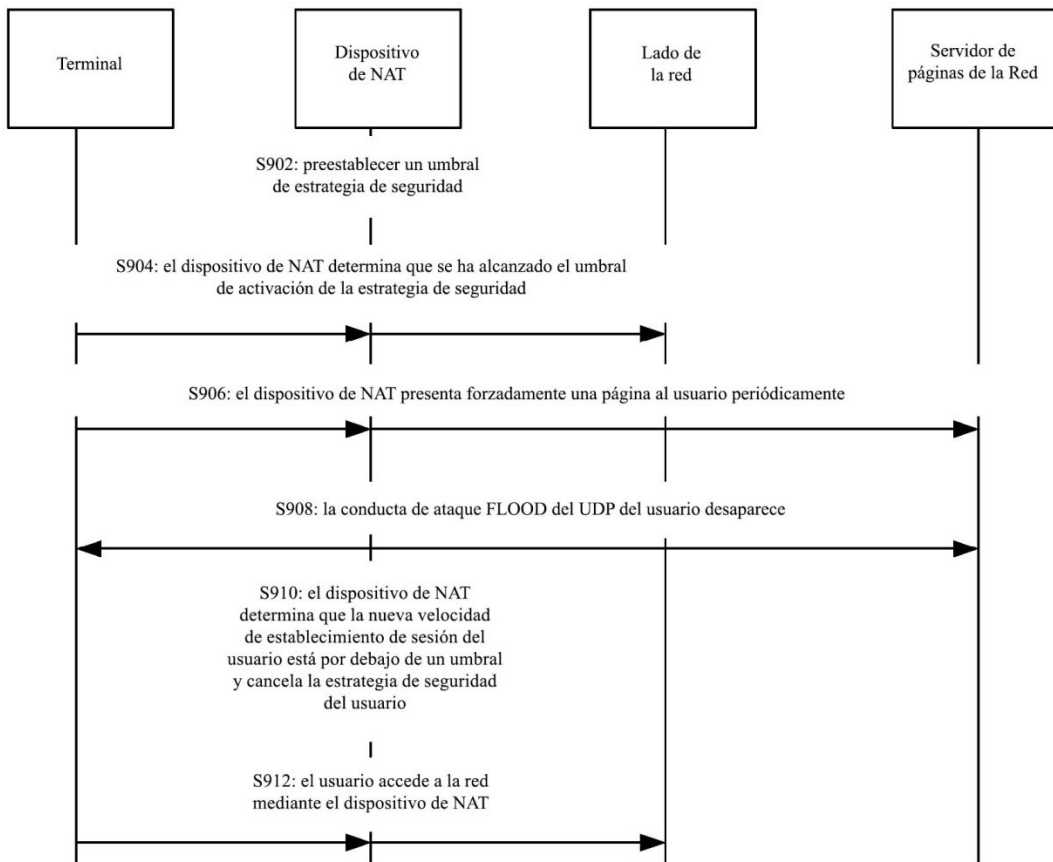 Terminal
Dispositivo
de NAT
Lado de
la red
Servidor de
páginas de la Red
S902: preestablecer un umbral
de estrategia de seguridad
S904: el dispositivo de NAT determina que se ha alcanzado el umbral
de activación de la estrategia de seguridad
S906: el dispositivo de NAT presenta forzadamente una página al usuario periódicamente
S908: la conducta de ataque FLOOD del UDP del usuario desaparece
S910: el dispositivo de NAT
determina que la nueva velocidad
de establecimiento de sesión del
usuario está por debajo de un umbral
y cancela la estrategia de seguridad
del usuario
S912: el usuario accede a la red
mediante el dispositivo de NAT